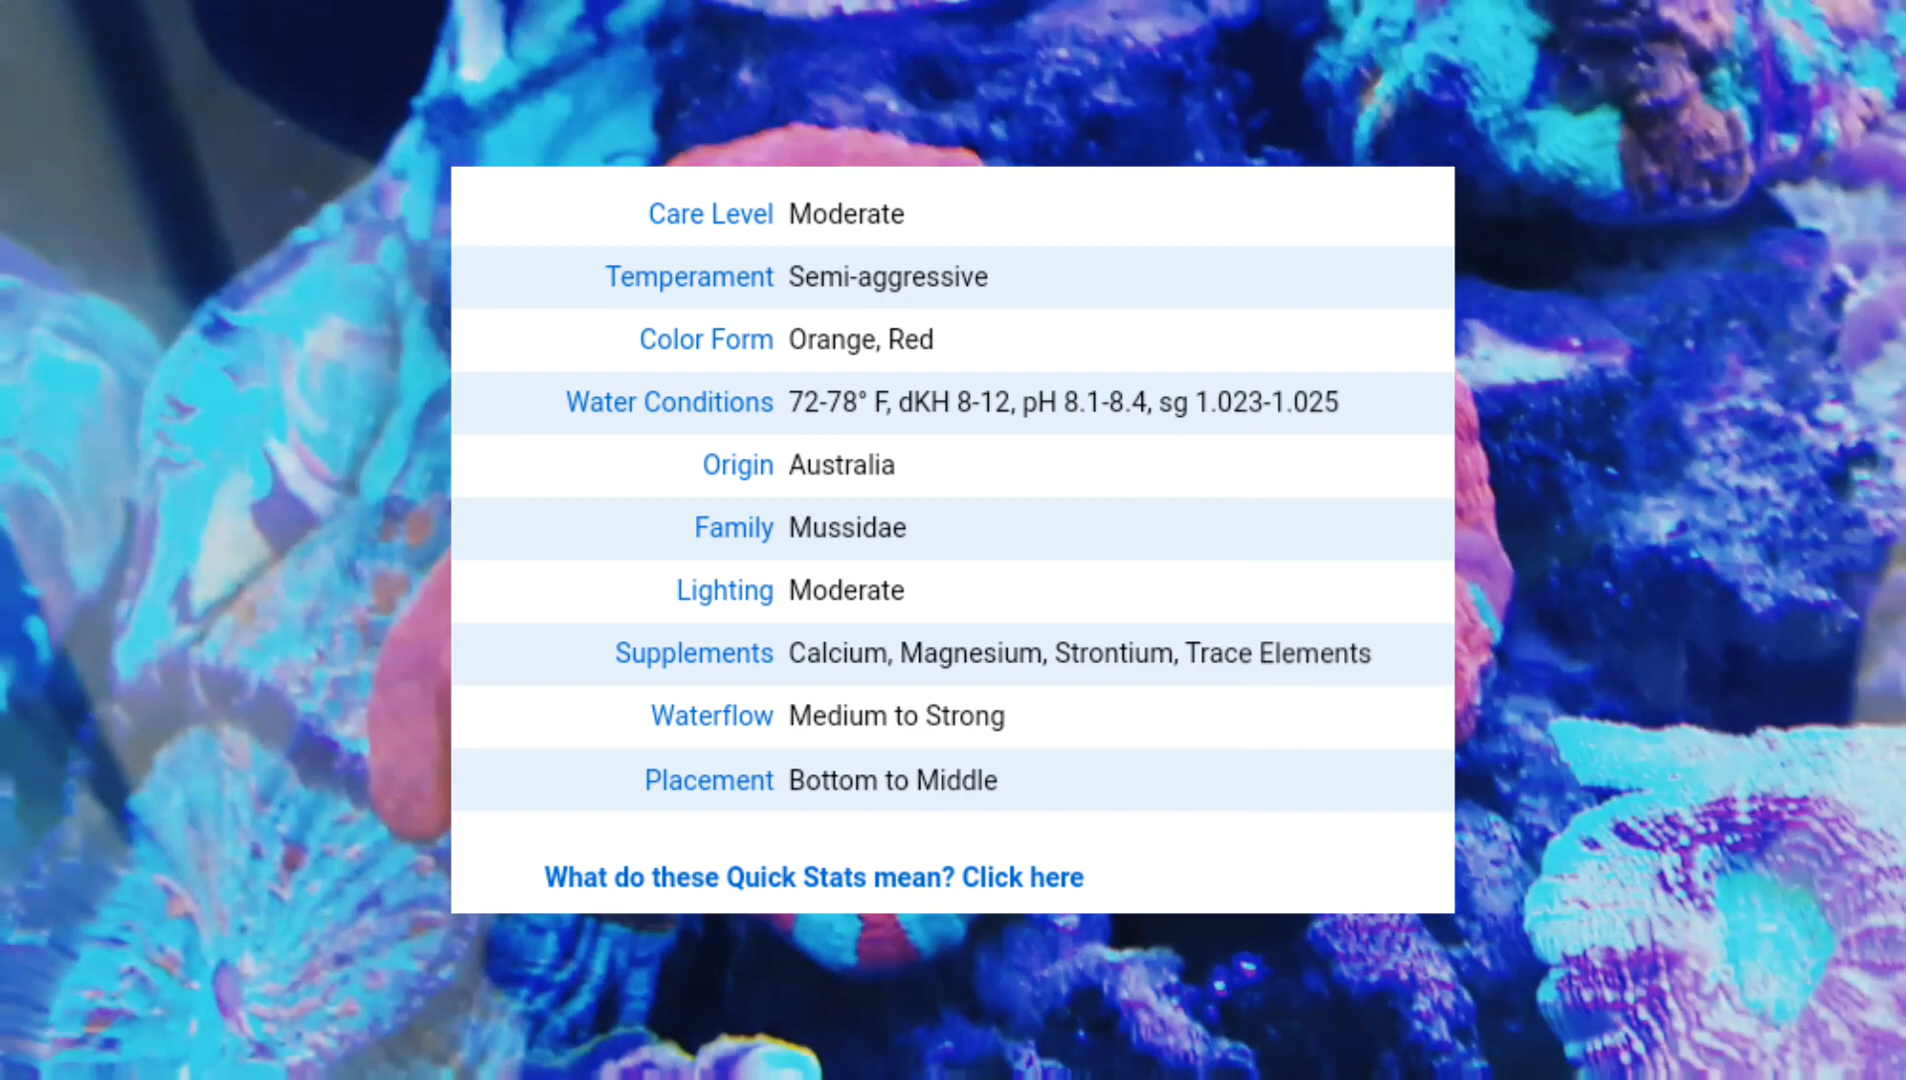 Care Level Moderate
Temperament Semi-aggressive
Color Form Orange, Red
Water Conditions 72-78° F, dKH 8-12, pH 8.1-8.4, sg 1.023-1.025
Origin Australia
Family Mussidae
Lighting Moderate
Supplements Calcium, Magnesium, Strontium, Trace Elements
Waterflow Medium to Strong
Placement Bottom to Middle
What do these Quick Stats mean? Click here